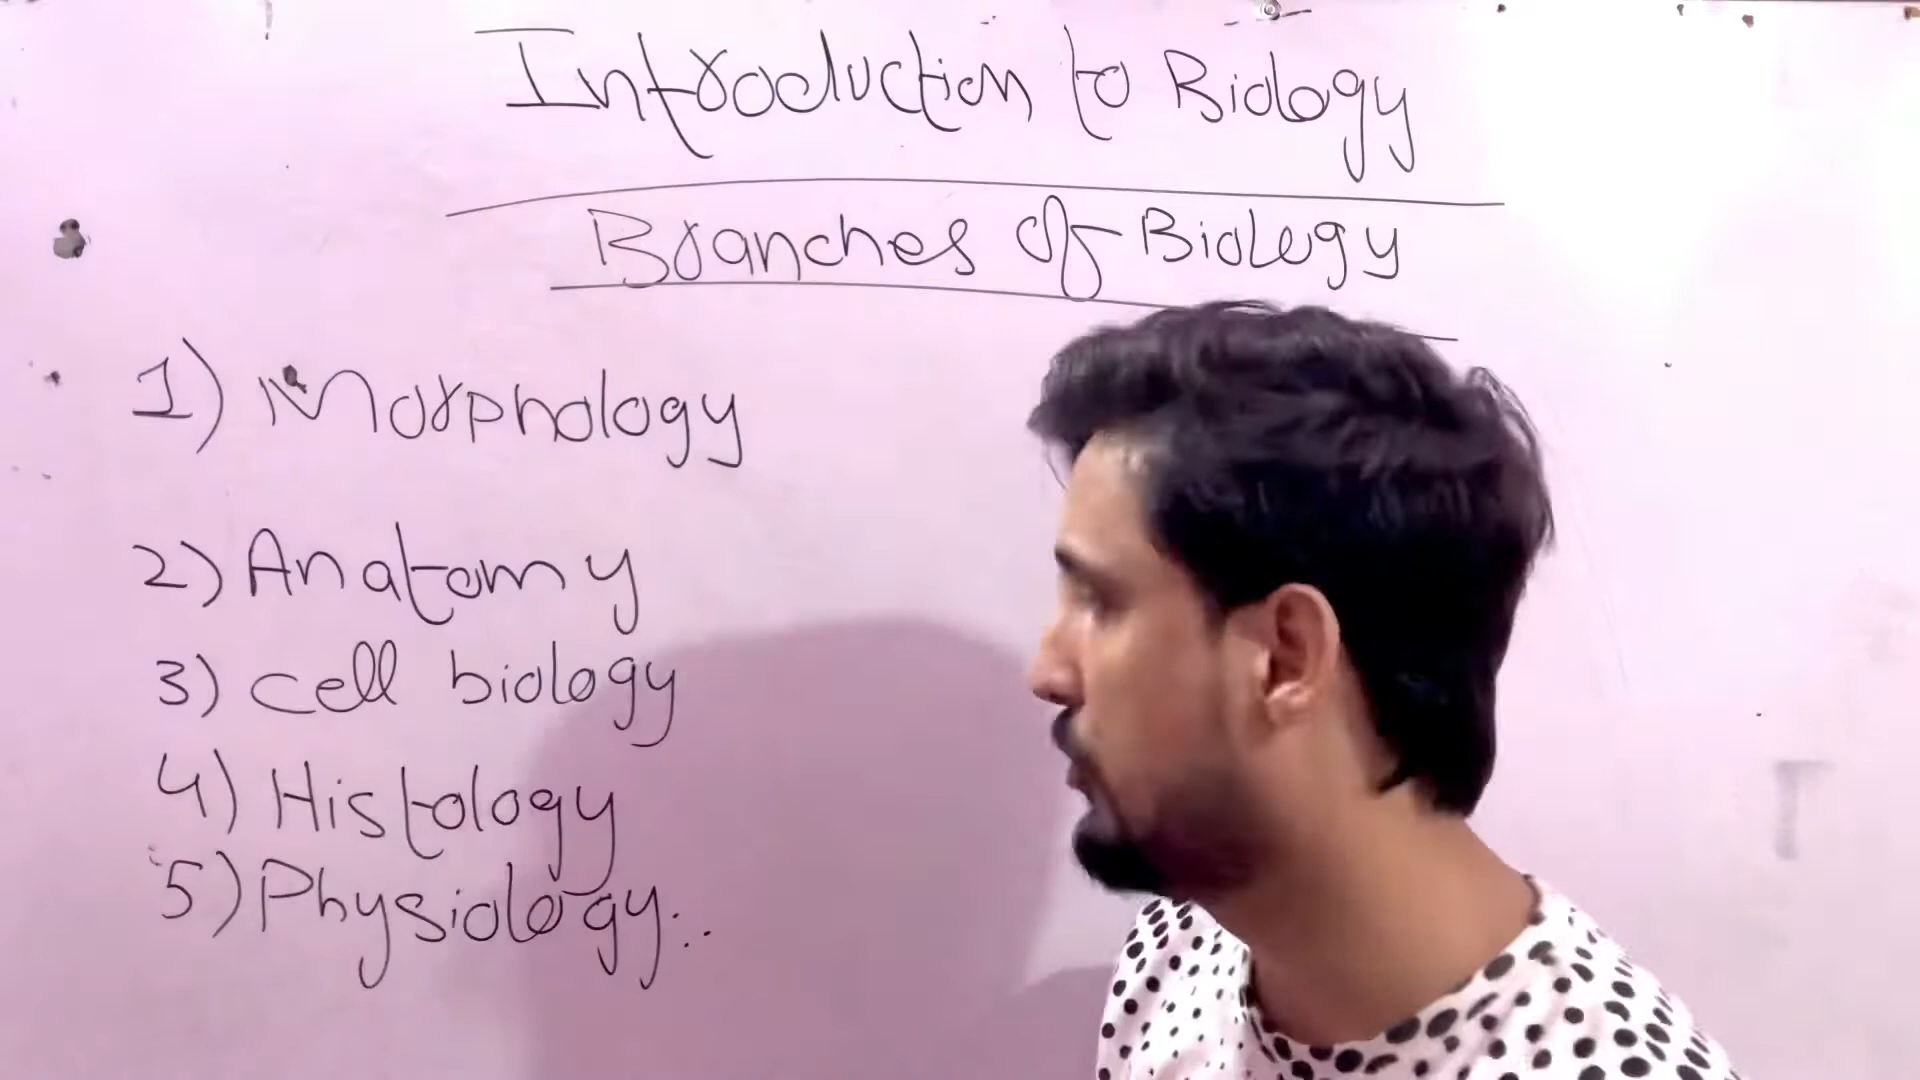 Introduction to Biology
Branches of Biology
1) Morphology
2) Anatomy
3) cell biology
4) Histology
5) Physiology...